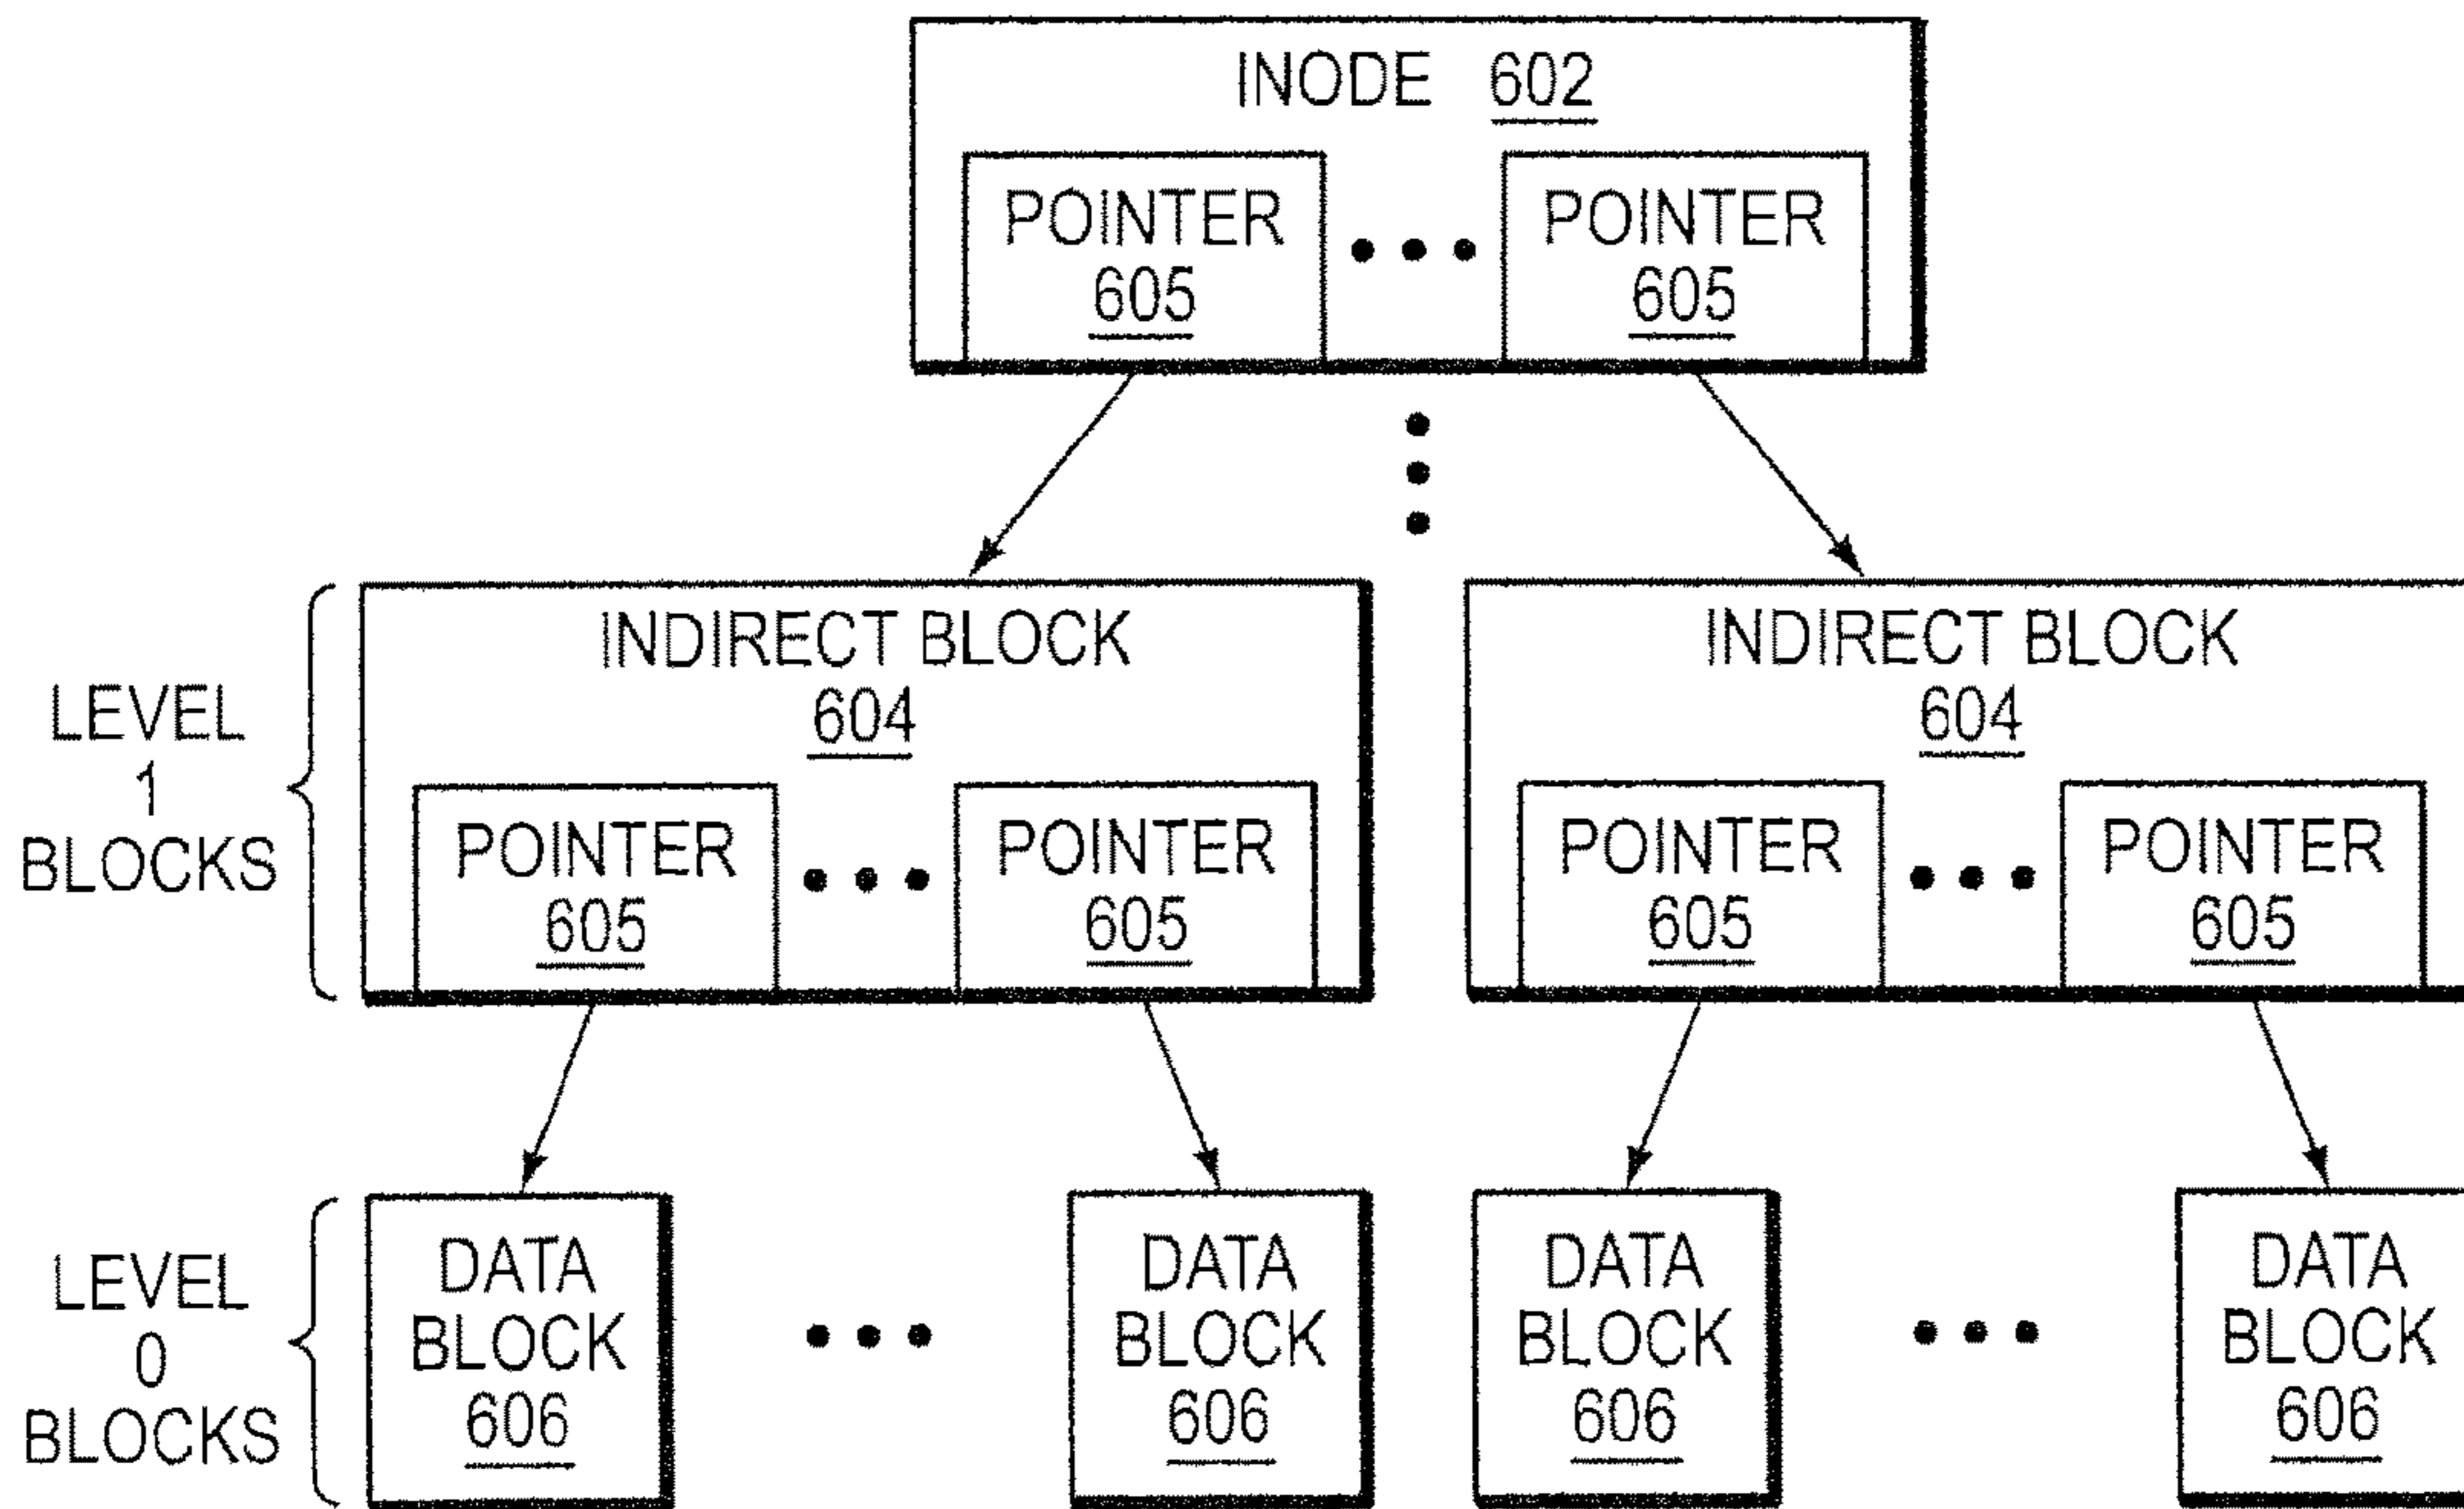 INODE 602
POINTER POINTER
605 605
INDIRECT BLOCK INDIRECT BLOCK
604 604
LEVEL
1
BLOCKS
POINTER POINTER POINTER POINTER
605 605 605 605
LEVEL
0
BLOCKS
DATA DATA DATA DATA
BLOCK BLOCK BLOCK BLOCK
606 606 606 606